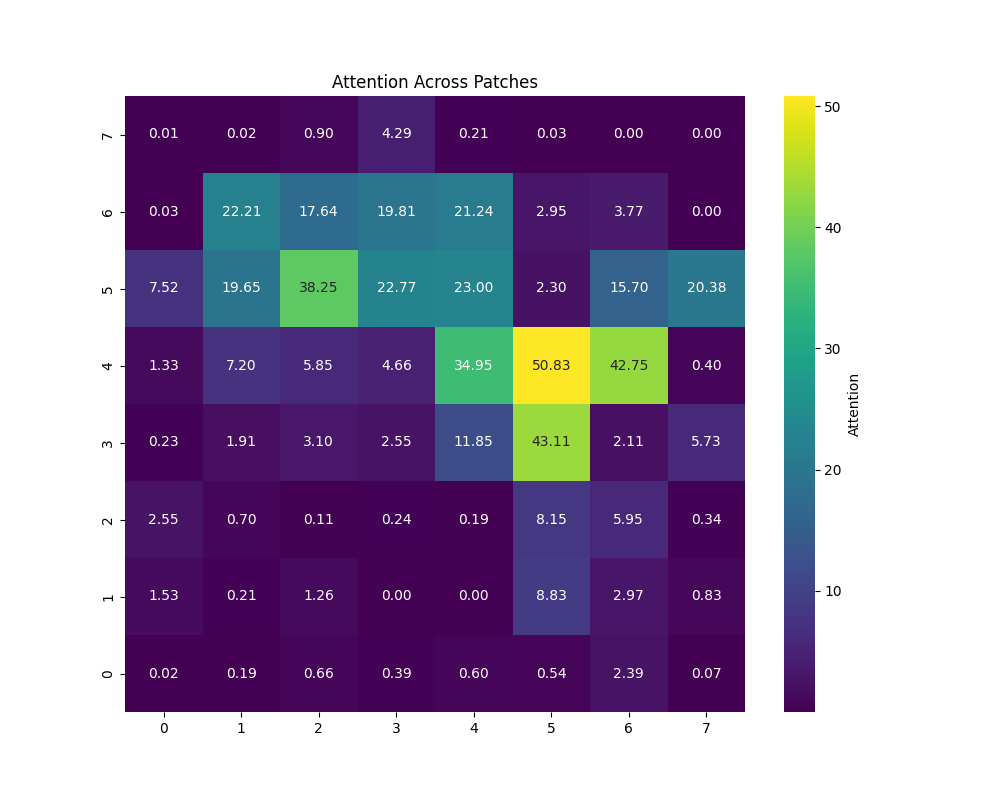 Attention Across Patches
7 0.01 0.02 0.90 4.29 0.21 0.03 0.00 0.00
6 0.03 22.21 17.64 19.81 21.24 2.95 3.77 0.00
5 7.52 19.65 38.25 22.77 23.00 2.30 15.70 20.38
4 1.33 7.20 5.85 4.66 34.95 50.83 42.75 0.40
3 0.23 1.91 3.10 2.55 11.85 43.11 2.11 5.73
2 2.55 0.70 0.11 0.24 0.19 8.15 5.95 0.34
1 1.53 0.21 1.26 0.00 0.00 8.83 2.97 0.83
0 0.02 0.19 0.66 0.39 0.60 0.54 2.39 0.07
0 1 2 3 4 5 6 7
50
40
30
20
10
Attention